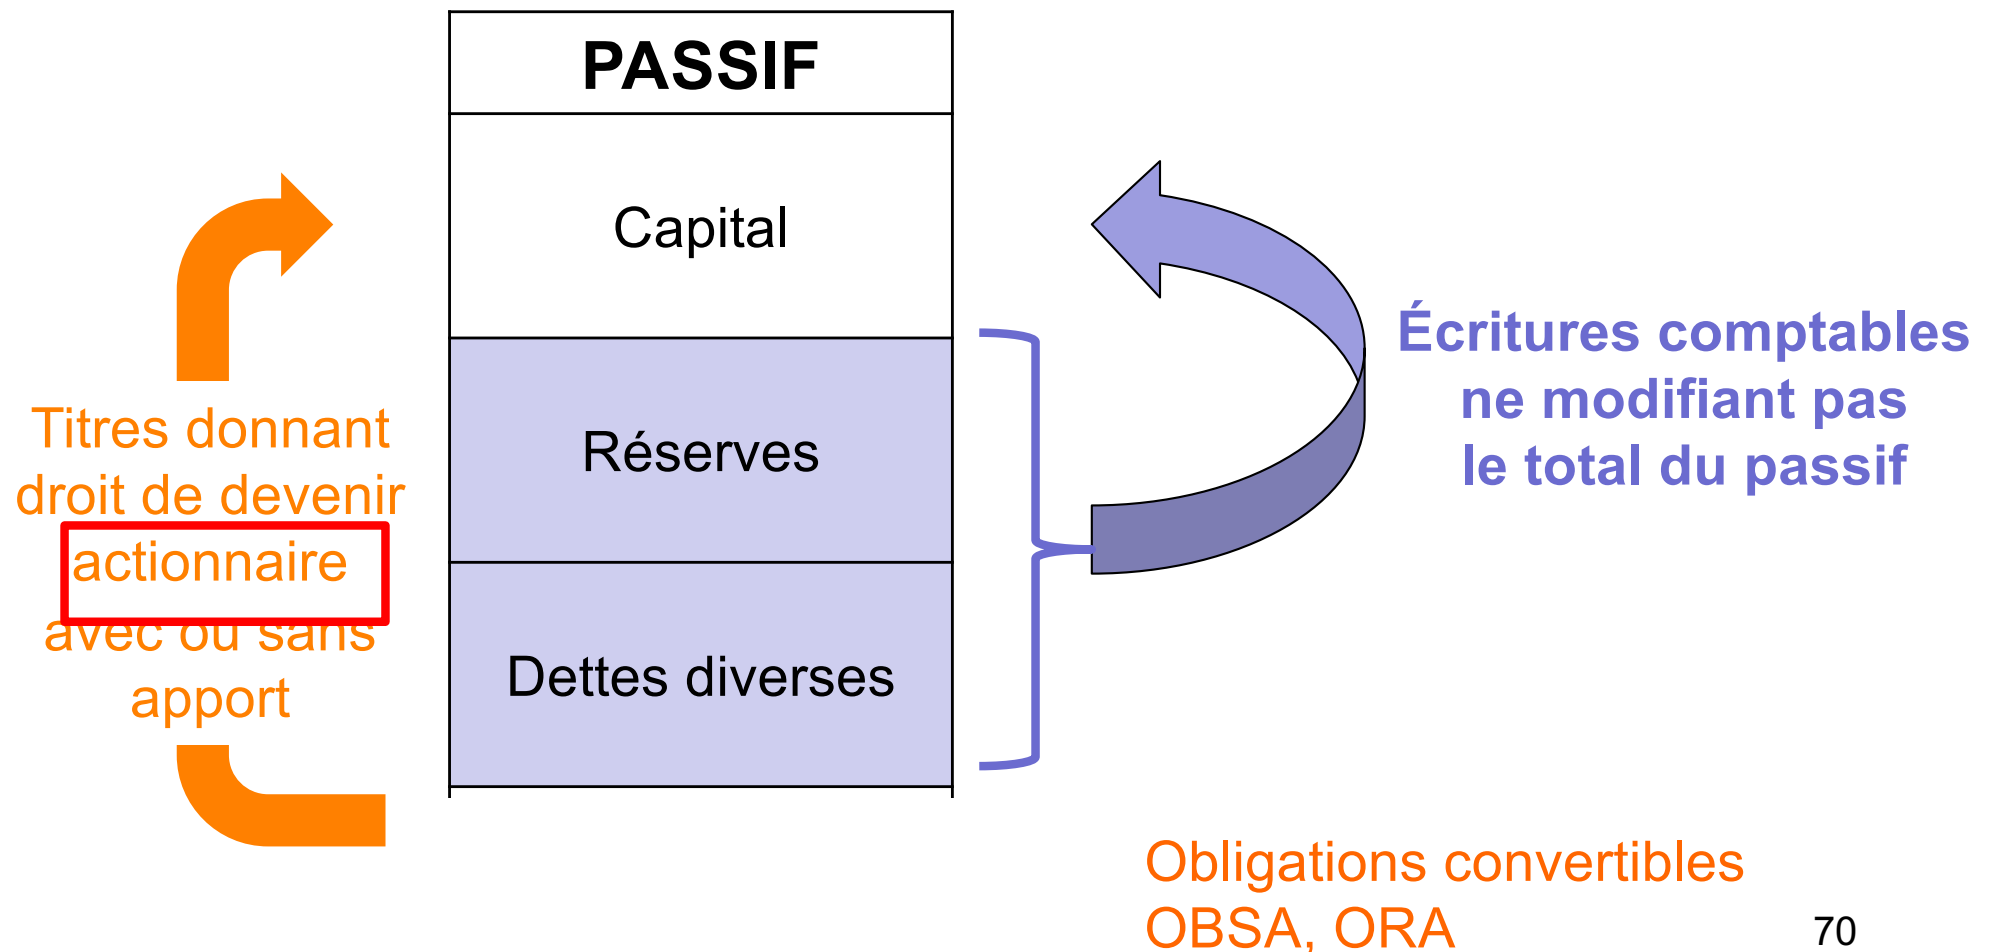 PASSIF
Capital
Réserves
Dettes diverses
Titres donnant
droit de devenir
actionnaire
avec ou sans
apport
Écritures comptables
ne modifiant pas
le total du passif
Obligations convertibles
OBSA, ORA
70